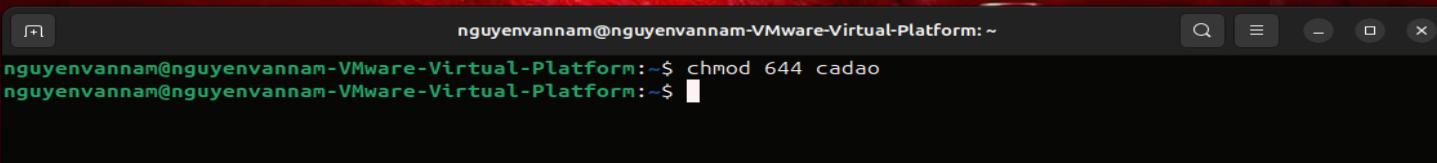 nguyenvannam@nguyenvannam-VMware-Virtual-Platform: ~
nguyenvannam@nguyenvannam-VMware-Virtual-Platform:~$ chmod 644 cadao
nguyenvannam@nguyenvannam-VMware-Virtual-Platform:~$